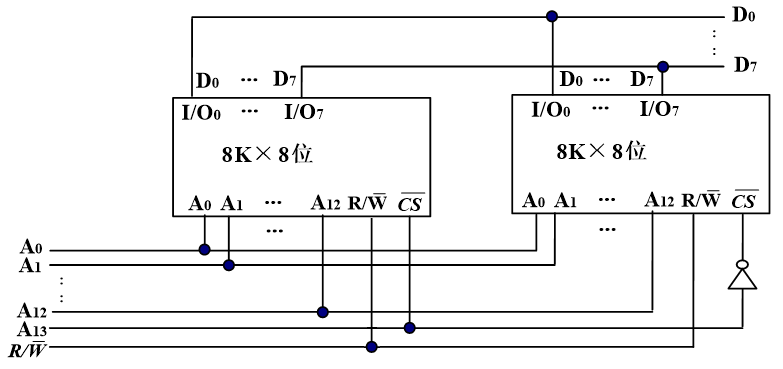 D₀
D₇
D₀ ··· D₇
D₀ ··· D₇
I/O₀ ··· I/O₇
I/O₀ ··· I/O₇
8K×8位
8K×8位
A₀ A₁ ··· A₁₂ R/W̅ C̅S̅
A₀ A₁ ··· A₁₂ R/W̅ C̅S̅
···
···
A₀
A₁
A₁₂
A₁₃
R/W̅